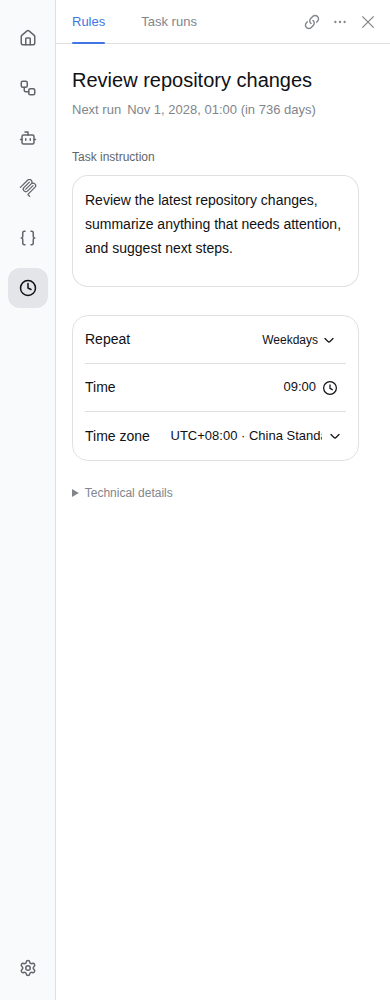 Rules
Task runs
Review repository changes
Next run Nov 1, 2028, 01:00 (in 736 days)
Task instruction
Review the latest repository changes,
summarize anything that needs attention,
and suggest next steps.
Repeat
Weekdays
Time
09:00
Time zone
UTC+08:00 · China Standa
Technical details